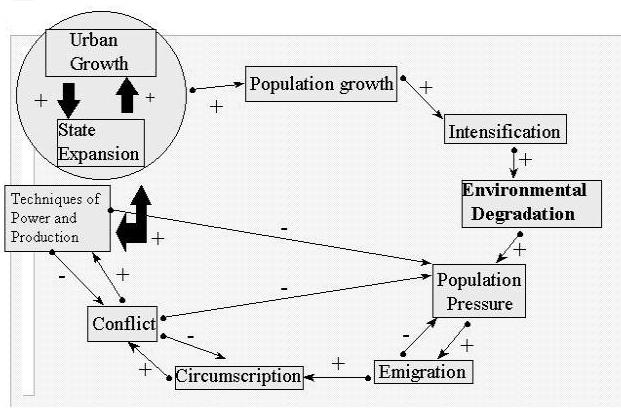 Urban
Growth
+
+
State
Expansion
+
Population growth
+
Intensification
+
Environmental
Degradation
+
Techniques of
Power and
Production
+
-
-
+
-
Population
Pressure
Conflict
-
-
+
+
Circumscription
+
Emigration